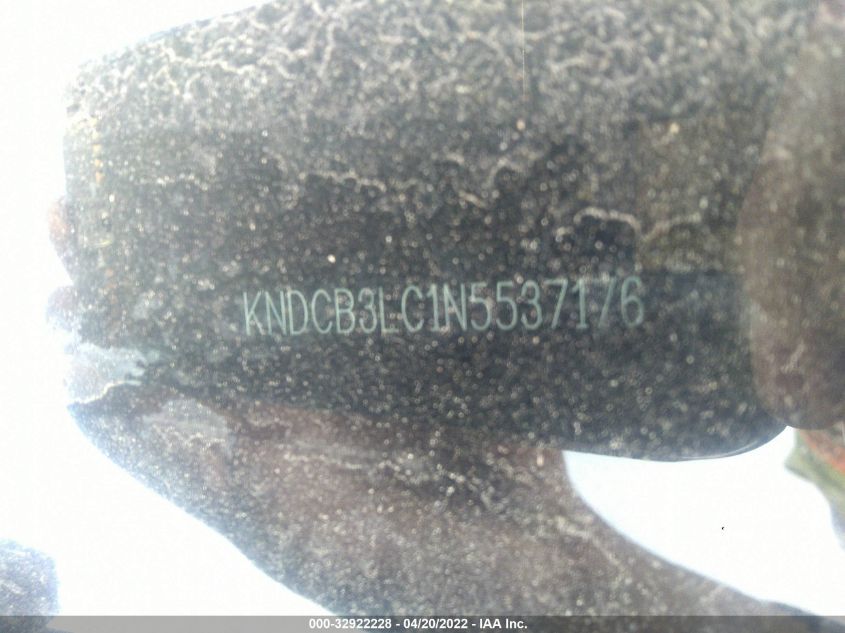 KNDCB3LC1N5537176
000-32922228 - 04/20/2022 - IAA Inc.